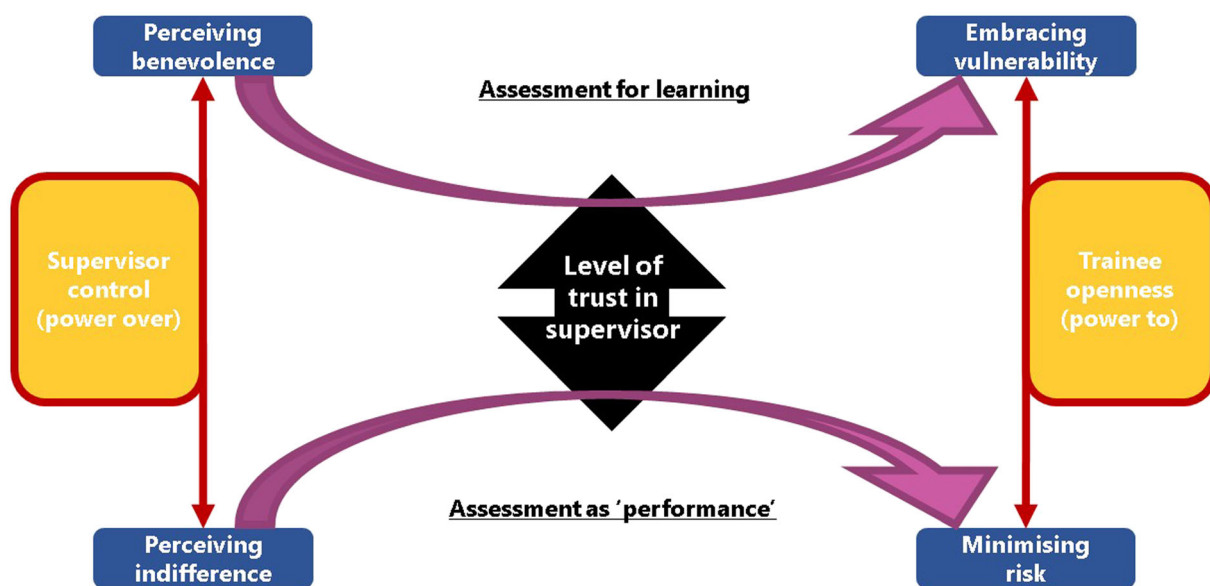 Perceiving
benevolence
Embracing
vulnerability
Assessment for learning
Supervisor
control
(power over)
Level of
trust in
supervisor
Trainee
openness
(power to)
Assessment as ‘performance’
Perceiving
indifference
Minimising
risk